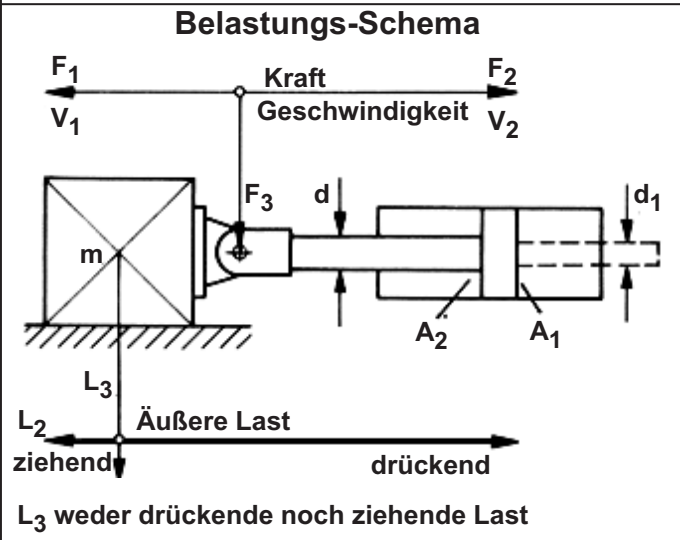 Belastungs-Schema
F1 Kraft F2
V1 Geschwindigkeit V2
F3 d d1
m
A2 A1
L3
L2 Äußere Last
ziehend drückend
L3 weder drückende noch ziehende Last